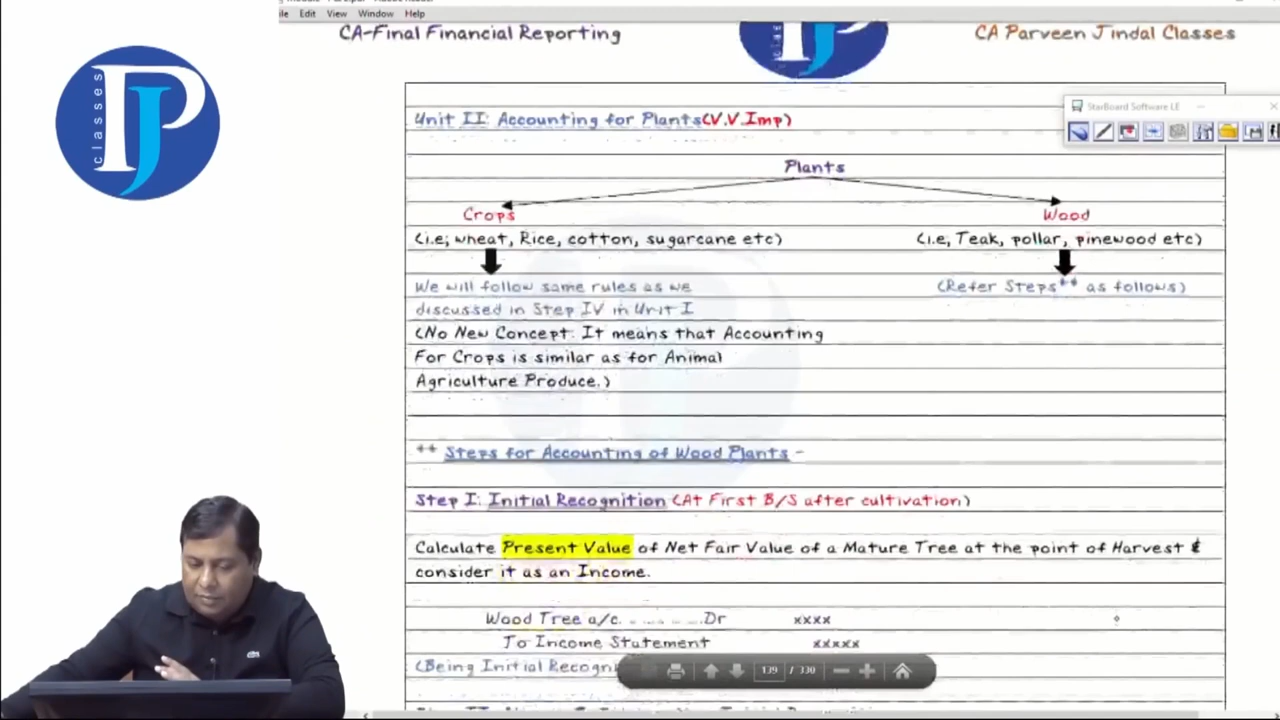 File Edit View Window Help
CA-Final Financial Reporting
CA Parveen Jindal Classes
PJ classes
StarBoard Software LE
Unit II: Accounting for Plants(V.V.Imp)
Plants
Crops
Wood
(i.e; wheat, Rice, cotton, sugarcane etc)
(i.e, Teak, pollar, pinewood etc)
We will follow same rules as we
(Refer Steps** as follows)
discussed in Step IV in Unit I
(No New Concept. It means that Accounting
For Crops is similar as for Animal
Agriculture Produce.)
** Steps for Accounting of Wood Plants -
Step I: Initial Recognition (At First B/S after cultivation)
Calculate Present Value of Net Fair Value of a Mature Tree at the point of Harvest &
consider it as an Income.
Wood Tree a/c. .......Dr xxxx
To Income Statement xxxxx
(Being Initial Recogni
139 / 330